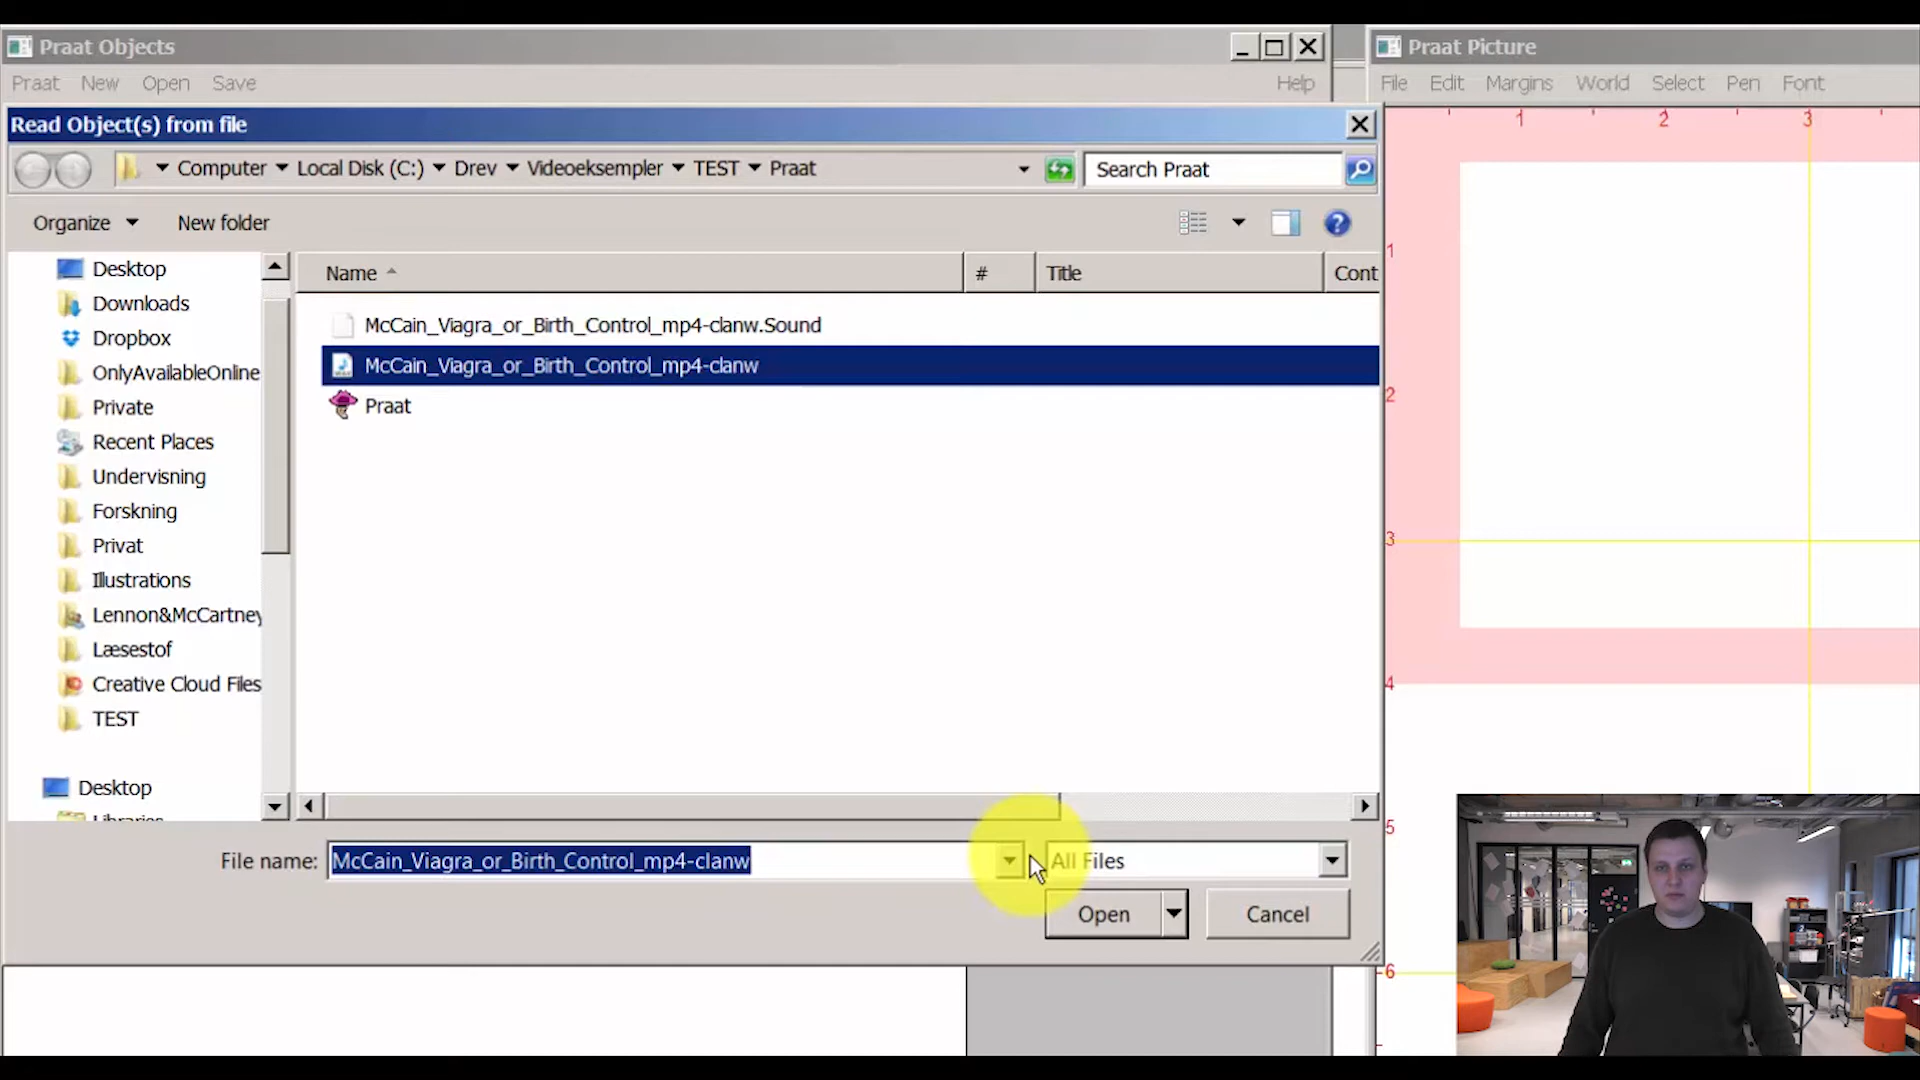 Praat Objects
Praat New Open Save Help
Read Object(s) from file
Computer Local Disk (C:) Drev Videoeksempler TEST Praat
Search Praat
Organize New folder
Name # Title Cont
McCain_Viagra_or_Birth_Control_mp4-clanw.Sound
McCain_Viagra_or_Birth_Control_mp4-clanw
Praat
Desktop
Downloads
Dropbox
OnlyAvailableOnline
Private
Recent Places
Undervisning
Forskning
Privat
Illustrations
Lennon&McCartney
Læsestof
Creative Cloud Files
TEST
Desktop
Libraries
File name: McCain_Viagra_or_Birth_Control_mp4-clanw
All Files
Open Cancel
Praat Picture
File Edit Margins World Select Pen Font
1 2 3
1
2
3
4
5
6